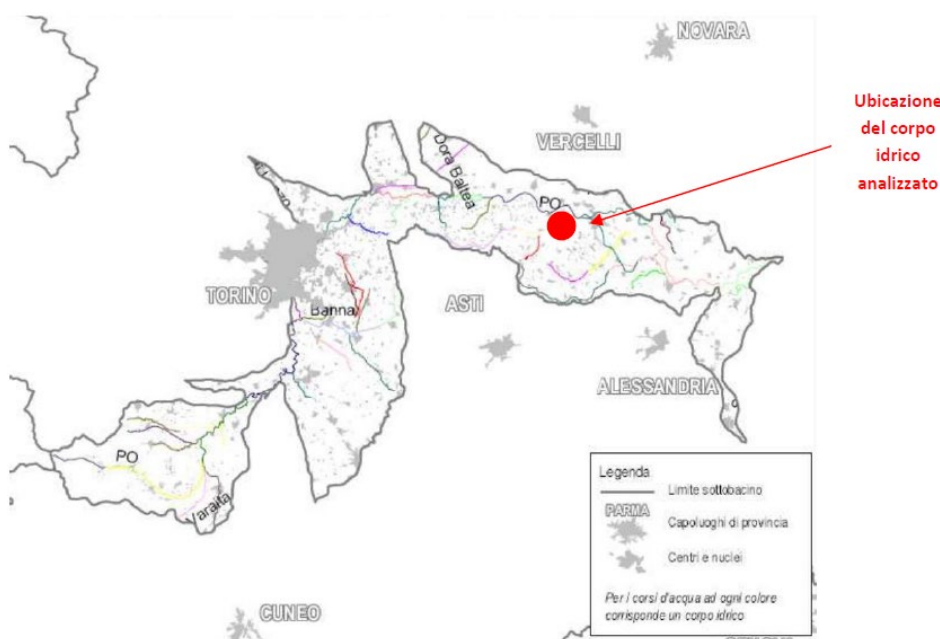 NOVARA
Ubicazione
del corpo
idrico
analizzato
VERCELLI
Dora Baltea
PO
TORINO
Banna
ASTI
ALESSANDRIA
PO
Varaita
Legenda
Limite sottobacino
PARMA
Capoluoghi di provincia
Centri e nuclei
Per i corsi d'acqua ad ogni colore
corrisponde un corpo idrico
CUNEO